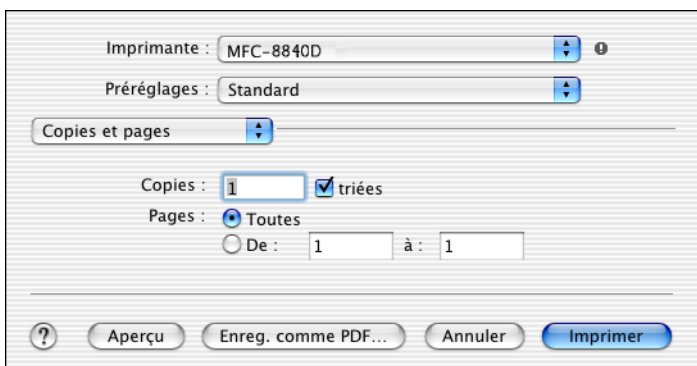 Imprimante : MFC-8840D
Préréglages : Standard
Copies et pages
Copies : 1 triées
Pages : Toutes
De : 1 à : 1
? Aperçu Enreg. comme PDF... Annuler Imprimer